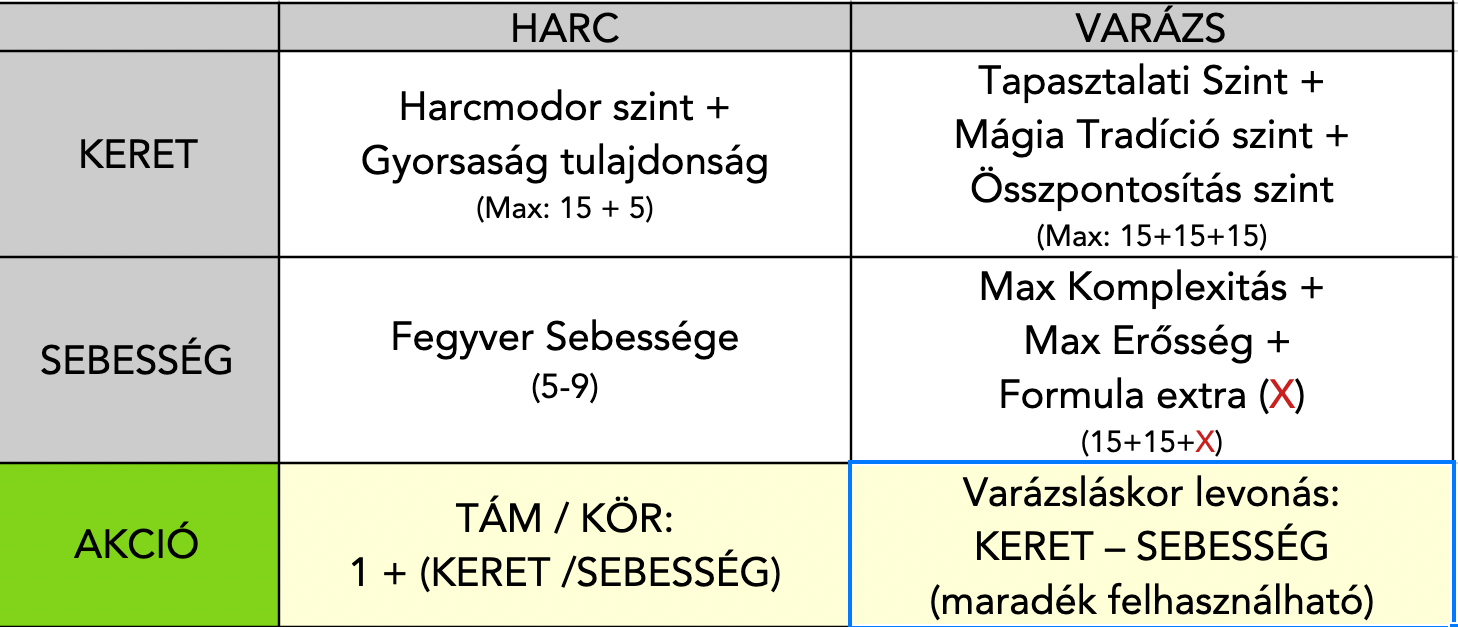 HARC
VARÁZS
KERET
Harcmodor szint +
Gyorsaság tulajdonság
(Max: 15 + 5)
Tapasztalati Szint +
Mágia Tradíció szint +
Összpontosítás szint
(Max: 15+15+15)
SEBESSÉG
Fegyver Sebessége
(5-9)
Max Komplexitás +
Max Erősség +
Formula extra (X)
(15+15+X)
AKCIÓ
TÁM / KÖR:
1 + (KERET /SEBESSÉG)
Varázsláskor levonás:
KERET – SEBESSÉG
(maradék felhasználható)